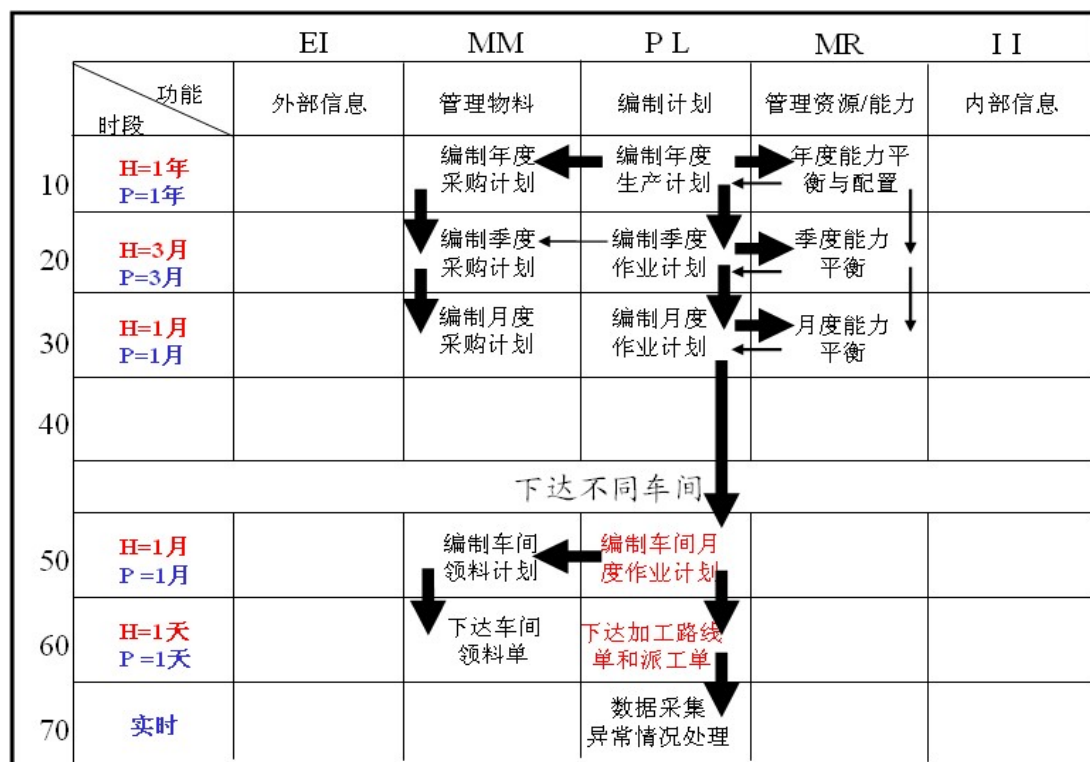 EI MM P L MR I I
功能
时段
外部信息 管理物料 编制计划 管理资源/能力 内部信息
10
H=1年
P=1年
编制年度
采购计划
编制年度
生产计划
年度能力平
衡与配置
20
H=3月
P=3月
编制季度
采购计划
编制季度
作业计划
季度能力
平衡
30
H=1月
P=1月
编制月度
采购计划
编制月度
作业计划
月度能力
平衡
40
下达不同车间
50
H=1月
P =1月
编制车间
领料计划
编制车间月
度作业计划
60
H=1天
P =1天
下达车间
领料单
下达加工路线
单和派工单
70
实时
数据采集
异常情况处理